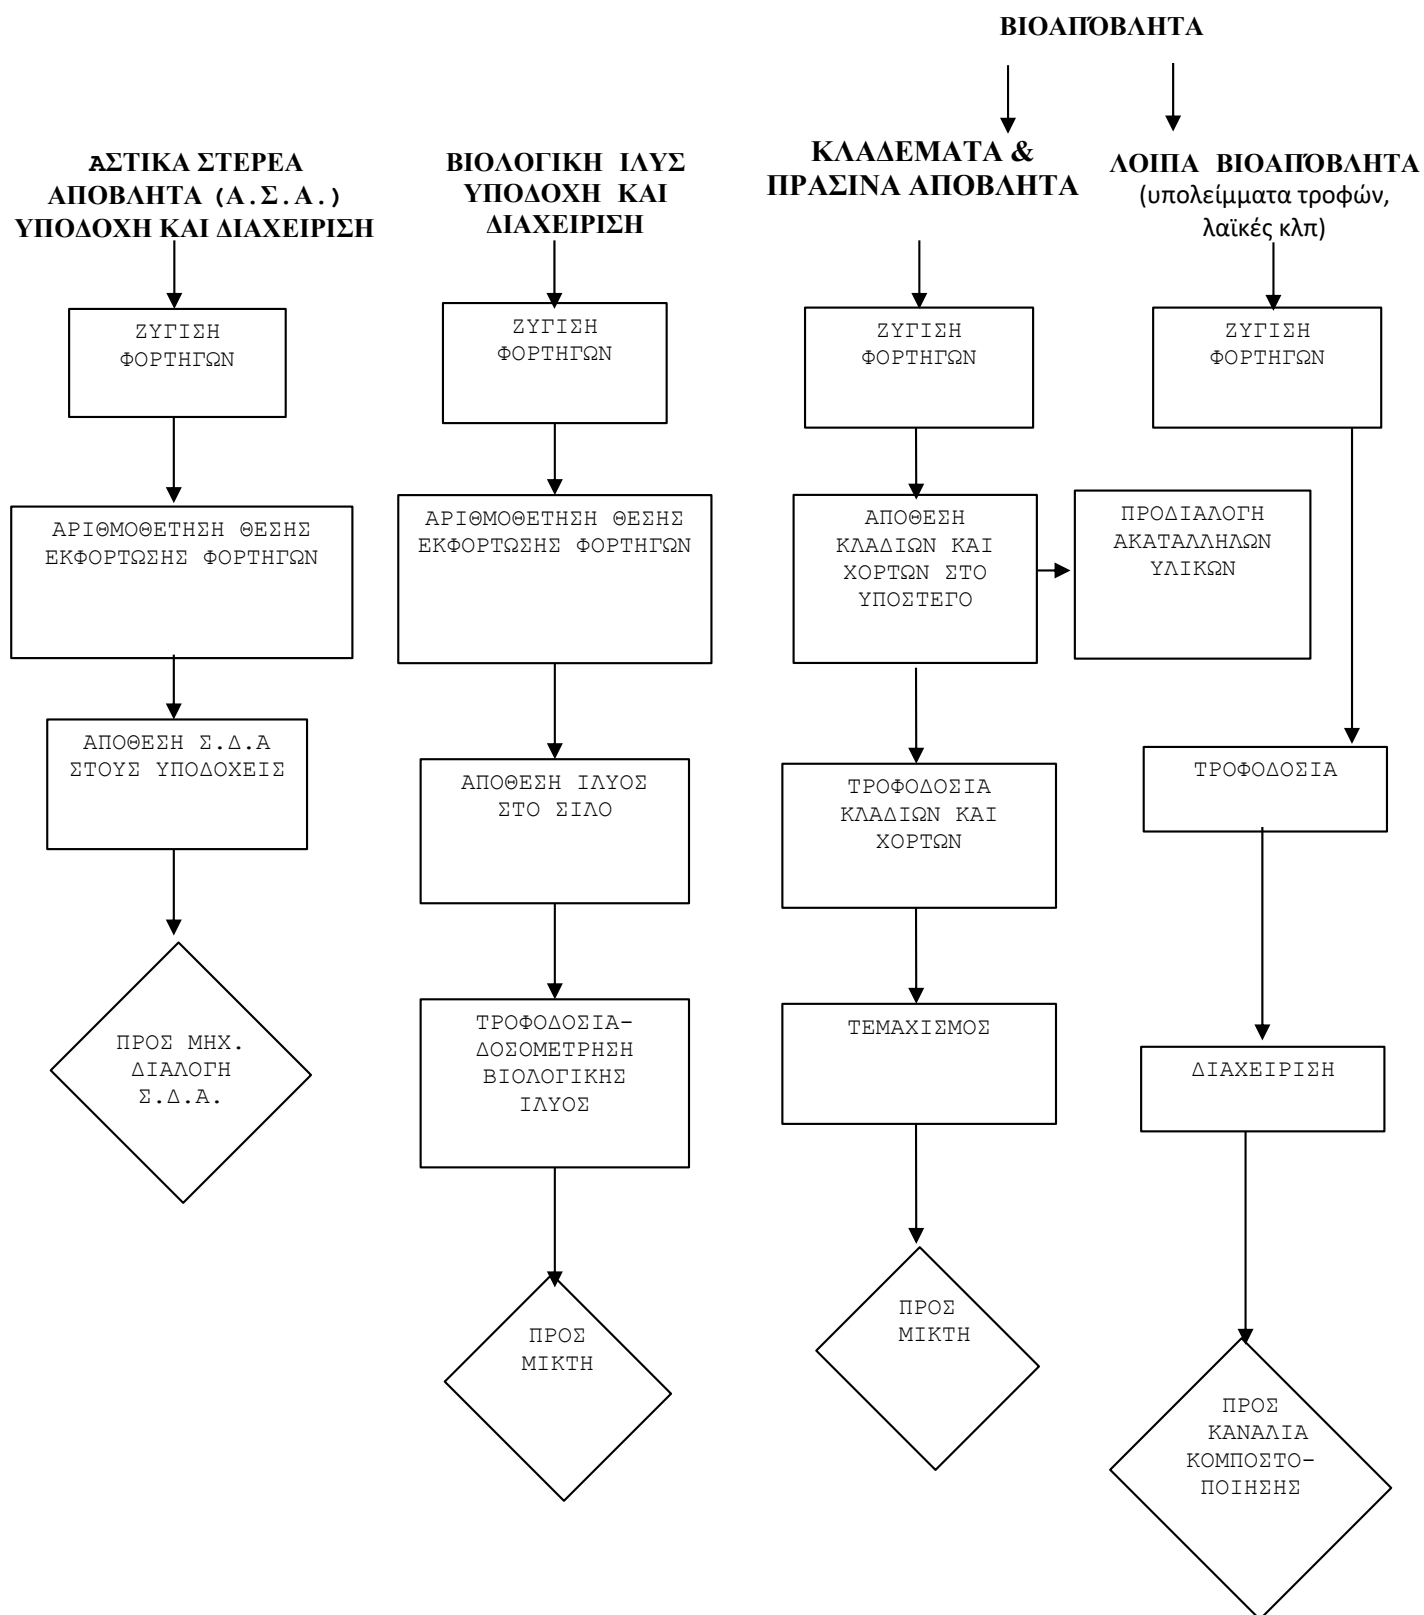 ΒΙΟΑΠΌΒΛΗΤΑ
ΑΣΤΙΚΑ ΣΤΕΡΕΑ
ΑΠΟΒΛΗΤΑ (Α.Σ.Α.)
ΥΠΟΔΟΧΗ ΚΑΙ ΔΙΑΧΕΙΡΙΣΗ
ΖΥΓΙΣΗ
ΦΟΡΤΗΓΩΝ
ΑΡΙΘΜΟΘΕΤΗΣΗ ΘΕΣΗΣ
ΕΚΦΟΡΤΩΣΗΣ ΦΟΡΤΗΓΩΝ
ΑΠΟΘΕΣΗ Σ.Δ.Α
ΣΤΟΥΣ ΥΠΟΔΟΧΕΙΣ
ΠΡΟΣ ΜΗΧ.
ΔΙΑΛΟΓΗ
Σ.Δ.Α.
ΒΙΟΛΟΓΙΚΗ ΙΛΥΣ
ΥΠΟΔΟΧΗ ΚΑΙ
ΔΙΑΧΕΙΡΙΣΗ
ΖΥΓΙΣΗ
ΦΟΡΤΗΓΩΝ
ΑΡΙΘΜΟΘΕΤΗΣΗ ΘΕΣΗΣ
ΕΚΦΟΡΤΩΣΗΣ ΦΟΡΤΗΓΩΝ
ΑΠΟΘΕΣΗ ΙΛΥΟΣ
ΣΤΟ ΣΙΛΟ
ΤΡΟΦΟΔΟΣΙΑ-
ΔΟΣΟΜΕΤΡΗΣΗ
ΒΙΟΛΟΓΙΚΗΣ
ΙΛΥΟΣ
ΠΡΟΣ
ΜΙΚΤΗ
ΚΛΑΔΕΜΑΤΑ &
ΠΡΑΣΙΝΑ ΑΠΟΒΛΗΤΑ
ΖΥΓΙΣΗ
ΦΟΡΤΗΓΩΝ
ΑΠΟΘΕΣΗ
ΚΛΑΔΙΩΝ ΚΑΙ
ΧΟΡΤΩΝ ΣΤΟ
ΥΠΟΣΤΕΓΟ
ΠΡΟΔΙΑΛΟΓΗ
ΑΚΑΤΑΛΛΗΛΩΝ
ΥΛΙΚΩΝ
ΤΡΟΦΟΔΟΣΙΑ
ΚΛΑΔΙΩΝ ΚΑΙ
ΧΟΡΤΩΝ
ΤΕΜΑΧΙΣΜΟΣ
ΠΡΟΣ
ΜΙΚΤΗ
ΛΟΙΠΑ ΒΙΟΑΠΌΒΛΗΤΑ
(υπολείμματα τροφών,
λαϊκές κλπ)
ΖΥΓΙΣΗ
ΦΟΡΤΗΓΩΝ
ΤΡΟΦΟΔΟΣΙΑ
ΔΙΑΧΕΙΡΙΣΗ
ΠΡΟΣ
ΚΑΝΑΛΙΑ
ΚΟΜΠΟΣΤΟ-
ΠΟΙΗΣΗΣ